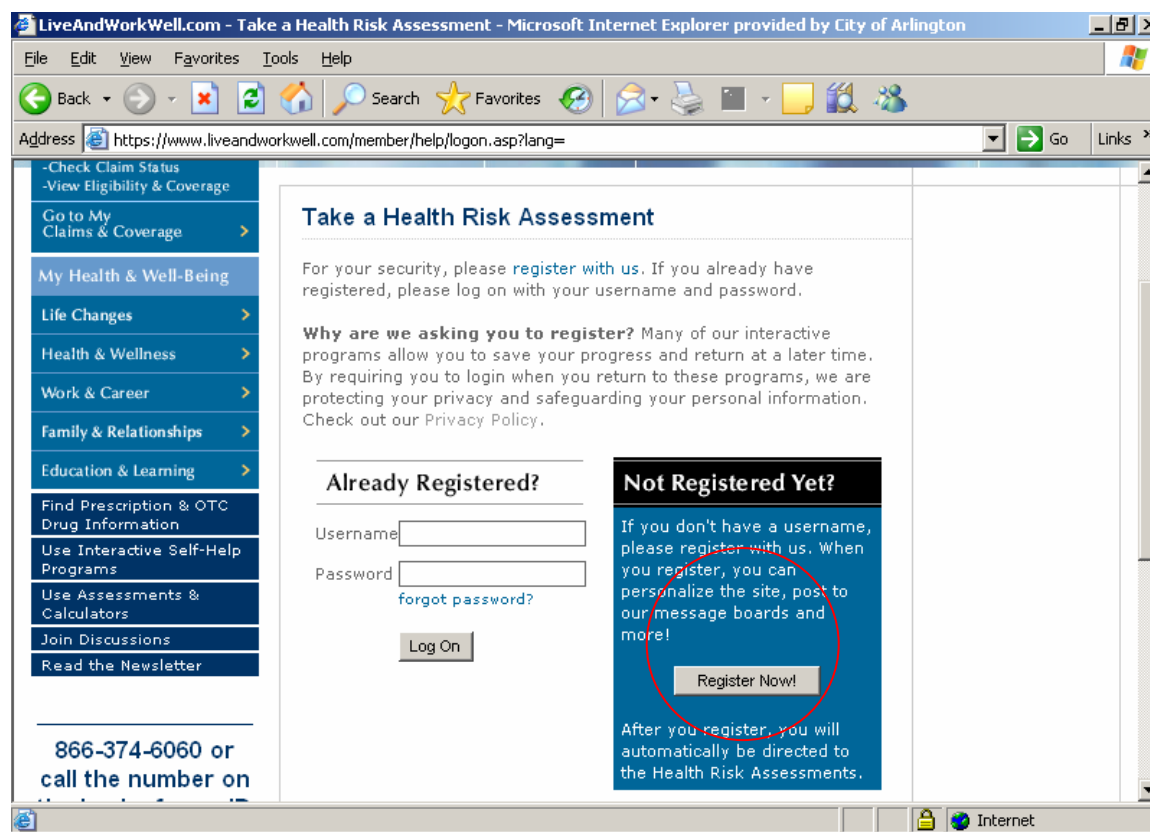 LiveAndWorkWell.com - Take a Health Risk Assessment - Microsoft Internet Explorer provided by City of Arlington
File Edit View Favorites Tools Help
Back Search Favorites
Address https://www.liveandworkwell.com/member/help/logon.asp?lang= Go Links
-Check Claim Status
-View Eligibility & Coverage
Go to My
Claims & Coverage
My Health & Well-Being
Life Changes
Health & Wellness
Work & Career
Family & Relationships
Education & Learning
Find Prescription & OTC
Drug Information
Use Interactive Self-Help
Programs
Use Assessments &
Calculators
Join Discussions
Read the Newsletter
866-374-6060 or
call the number on
Take a Health Risk Assessment
For your security, please register with us. If you already have
registered, please log on with your username and password.
Why are we asking you to register? Many of our interactive
programs allow you to save your progress and return at a later time.
By requiring you to login when you return to these programs, we are
protecting your privacy and safeguarding your personal information.
Check out our Privacy Policy.
Already Registered?
Username
Password
forgot password?
Log On
Not Registered Yet?
If you don't have a username,
please register with us. When
you register, you can
personalize the site, post to
our message boards and
more!
Register Now!
After you register, you will
automatically be directed to
the Health Risk Assessments.
Internet